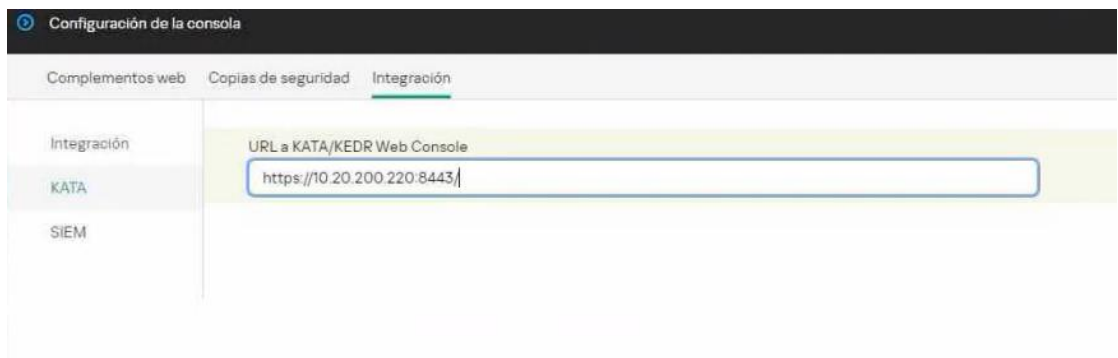 Configuración de la consola
Complementos web Copias de seguridad Integración
Integración
URL a KATA/KEDR Web Console
https://10.20.200.220:8443/
KATA
SIEM